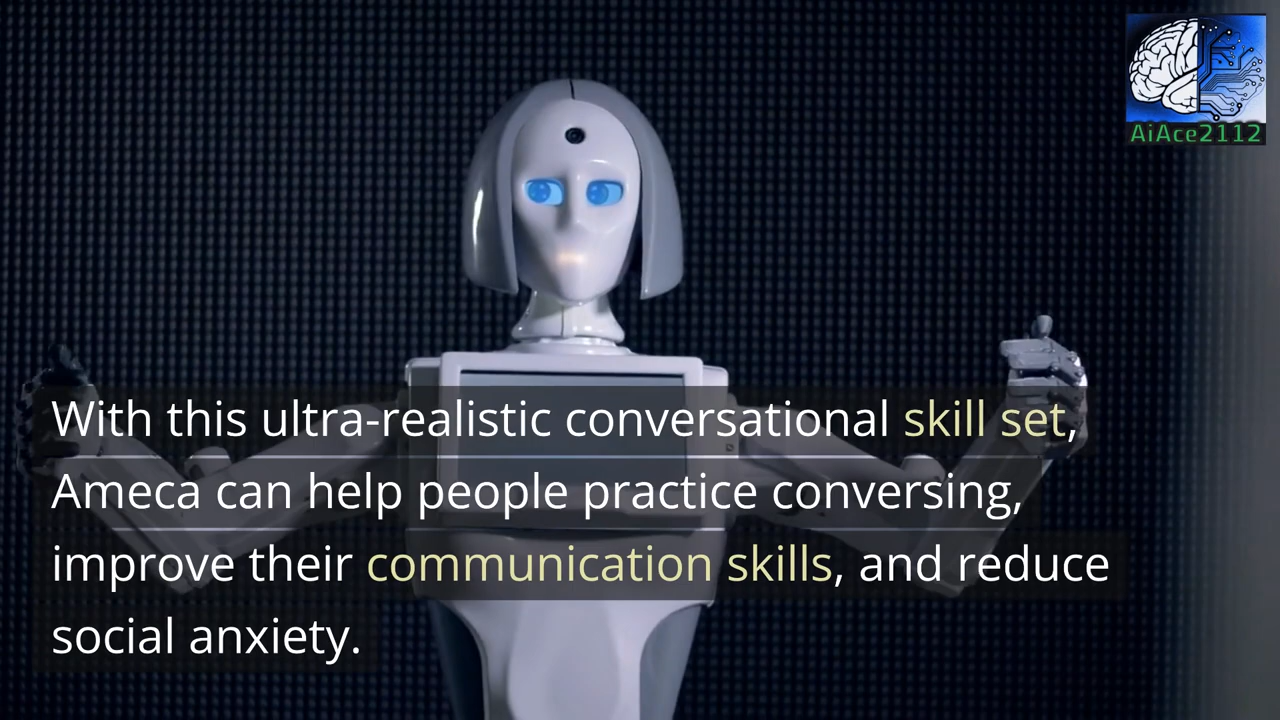 AiAce2112
With this ultra-realistic conversational skill set,
Ameca can help people practice conversing,
improve their communication skills, and reduce
social anxiety.